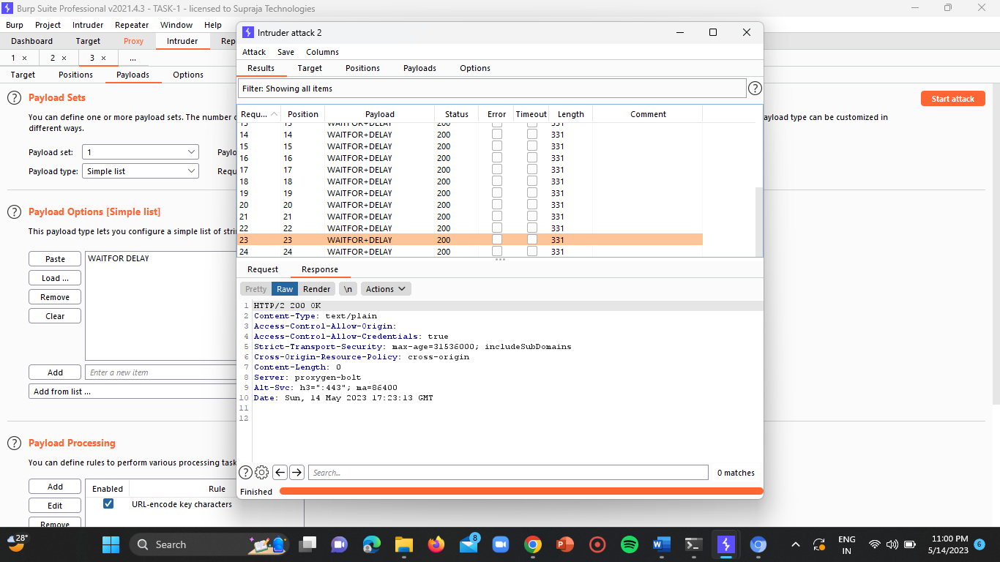 Burp Suite Professional v2021.4.3 - TASK-1 - licensed to Supraja Technologies
Burp Project Intruder Repeater Window Help
Dashboard Target Proxy Intruder Rep
1 × 2 × 3 × ...
Target Positions Payloads Options
? Payload Sets
Start attack
You can define one or more payload sets. The number
ayload type can be customized in
different ways.
Payload set: 1 Paylo
Payload type: Simple list Requ
? Payload Options [Simple list]
This payload type lets you configure a simple list of stri
Paste WAITFOR DELAY
Load ...
Remove
Clear
Add Enter a new item
Add from list ...
? Payload Processing
You can define rules to perform various processing task
Add Enabled Rule
Edit URL-encode key characters
Remove
Intruder attack 2
Attack Save Columns
Results Target Positions Payloads Options
Filter: Showing all items ?
Requ... Position Payload Status Error Timeout Length Comment
13 13 WAITFOR+DELAY 200 331
14 14 WAITFOR+DELAY 200 331
15 15 WAITFOR+DELAY 200 331
16 16 WAITFOR+DELAY 200 331
17 17 WAITFOR+DELAY 200 331
18 18 WAITFOR+DELAY 200 331
19 19 WAITFOR+DELAY 200 331
20 20 WAITFOR+DELAY 200 331
21 21 WAITFOR+DELAY 200 331
22 22 WAITFOR+DELAY 200 331
23 23 WAITFOR+DELAY 200 331
24 24 WAITFOR+DELAY 200 331
Request Response
Pretty Raw Render \n Actions
1 HTTP/2 200 OK
2 Content-Type: text/plain
3 Access-Control-Allow-Origin:
4 Access-Control-Allow-Credentials: true
5 Strict-Transport-Security: max-age=31536000; includeSubDomains
6 Cross-Origin-Resource-Policy: cross-origin
7 Content-Length: 0
8 Server: proxygen-bolt
9 Alt-Svc: h3=":443"; ma=86400
10 Date: Sun, 14 May 2023 17:23:13 GMT
11
12
? Search... 0 matches
Finished
28° Search 8 ENG 11:00 PM
IN 5/14/2023 6